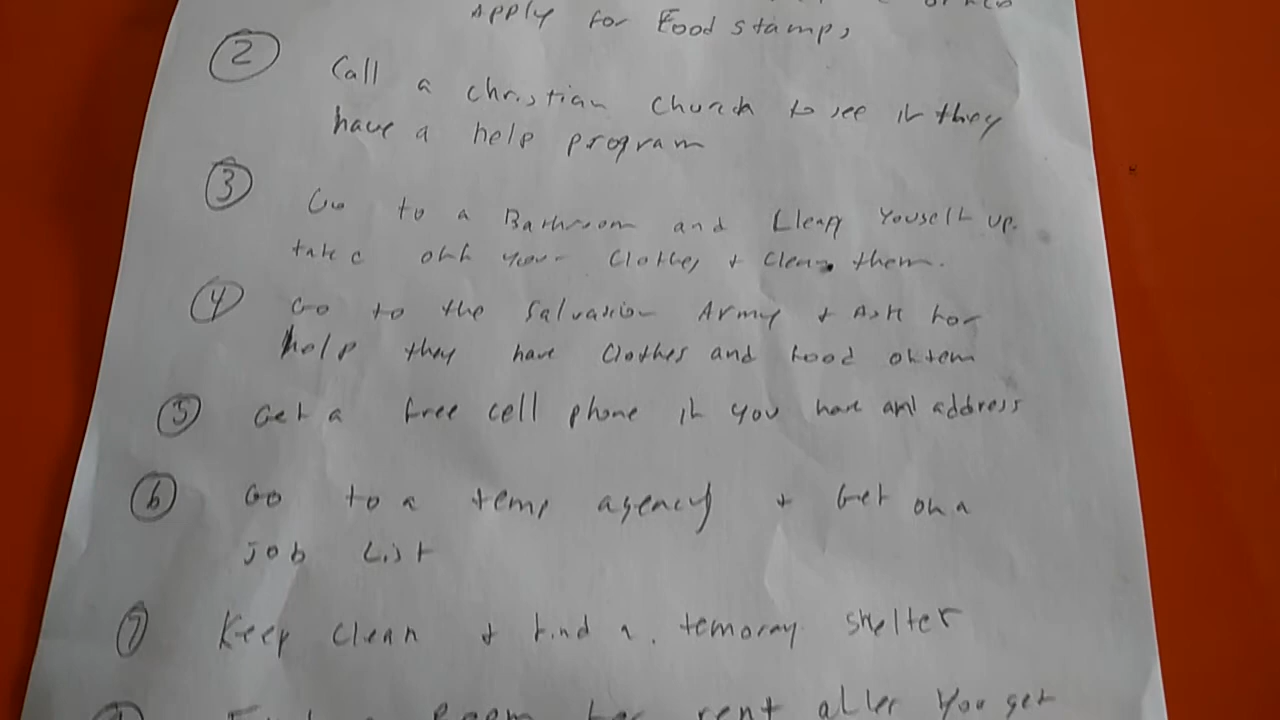 Apply for Food stamps
② Call a christian church to see if they
have a help program
③ Go to a Bathroom and Clean Youself up.
take off your clothes + clean them.
④ Go to the Salvation Army + Ask for
help they have clothes and food oftem
⑤ Get a free cell phone if you have an address
⑥ Go to a temp agency + Get on a
job List
⑦ Keep clean + find a temoray shelter
Room for rent after You get